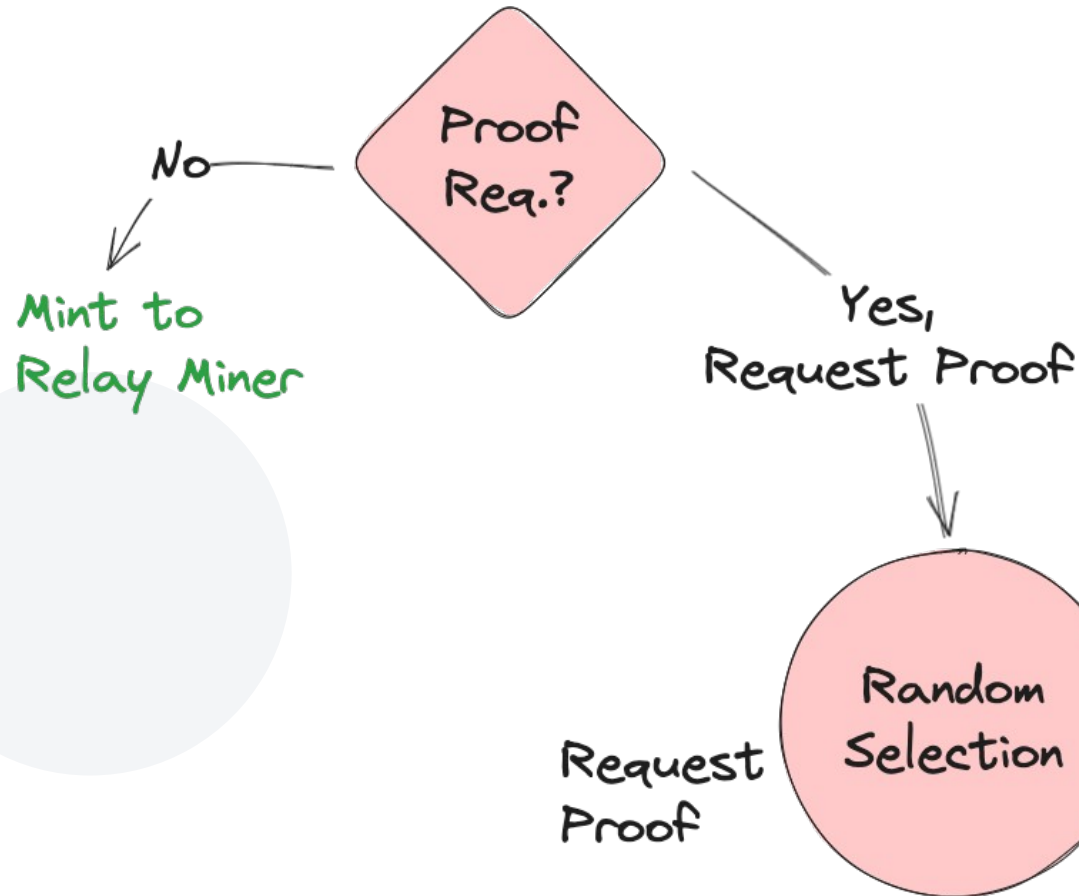 Proof
Req.?
No
Mint to
Relay Miner
Yes,
Request Proof
Random
Selection
Request
Proof